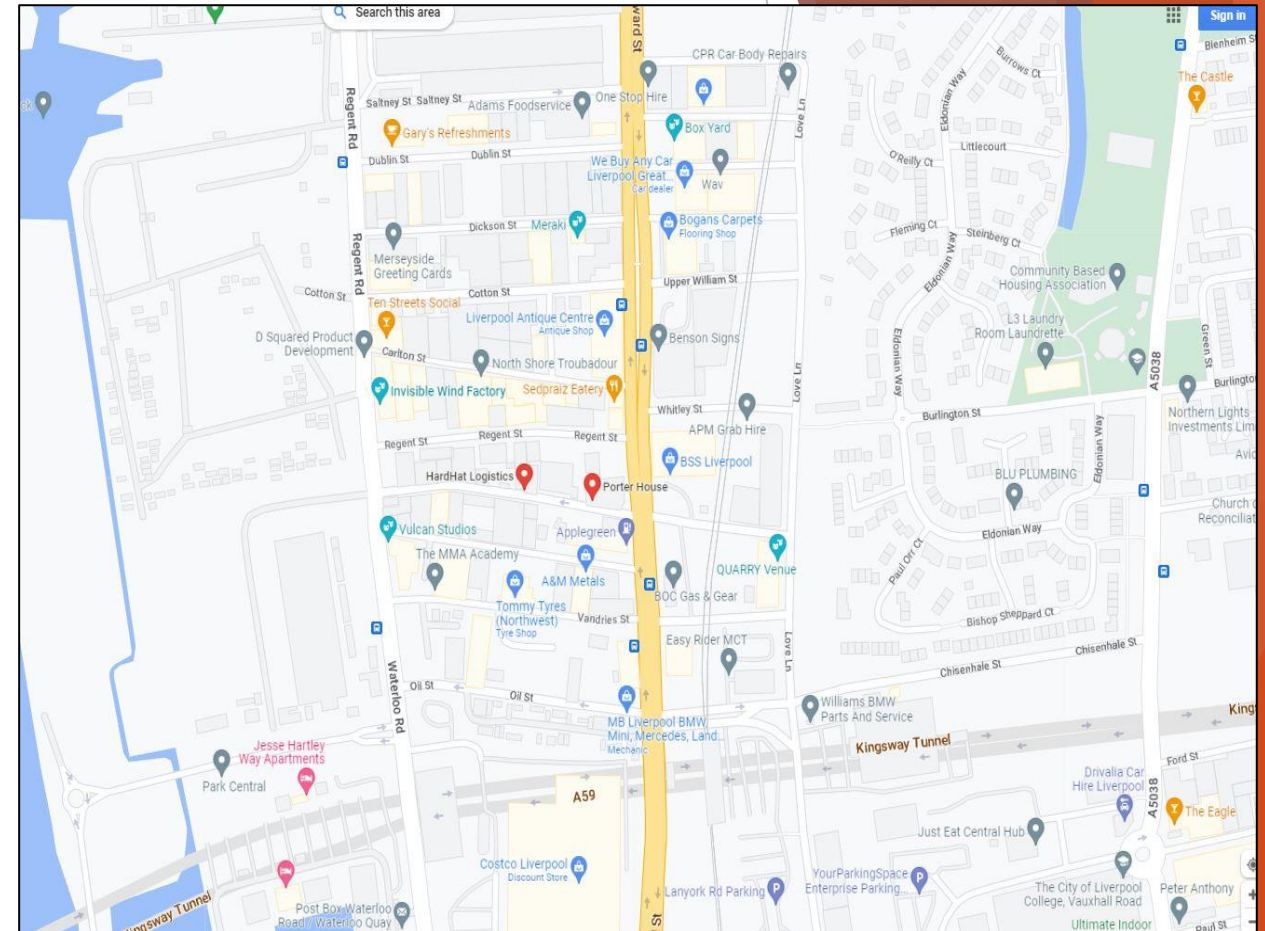 Search this area
Sign in
ward St
CPR Car Body Repairs
Blenheim S
The Castle
Burrows Ct
Eldonian Way
Regent Rd
Saltney St
Saltney St
Adams Foodservice
One Stop Hire
Love Ln
Gary's Refreshments
Box Yard
Littlecourt
O'Reilly Ct
Dublin St
Dublin St
We Buy Any Car
Liverpool Great...
Car dealer
Wav
Dickson St
Meraki
Bogans Carpets
Flooring Shop
Fleming Ct
Steinberg Ct
Regent Rd
Merseyside
Greeting Cards
Eldonian Way
Community Based
Housing Association
Cotton St
Cotton St
Upper William St
Ten Streets Social
Liverpool Antique Centre
Antique Shop
L3 Laundry
Room Laundrette
Green St
D Squared Product
Development
Benson Signs
Eldonian Way
Carlton St
North Shore Troubadour
A5038
Love Ln
Invisible Wind Factory
Sedpraiz Eatery
Burlingto
Whitley St
Burlington St
Northern Lights
Investments Lim
APM Grab Hire
Regent St
Regent St
Regent St
Avic
BSS Liverpool
BLU PLUMBING
Eldonian Way
HardHat Logistics
Porter House
Church o
Reconciliat
Vulcan Studios
Applegreen
Eldonian Way
The MMA Academy
QUARRY Venue
Paul Orr Ct
A&M Metals
BOC Gas & Gear
Tommy Tyres
(Northwest)
Tyre Shop
Vandries St
Bishop Sheppard Ct
Easy Rider MCT
Love Ln
Chisenhale St
Chisenhale St
Waterloo Rd
Oil St
Oil St
Williams BMW
Parts And Service
MB Liverpool BMW,
Mini, Mercedes, Land...
Mechanic
King
Kingsway Tunnel
Jesse Hartley
Way Apartments
Park Central
Ford St
Drivalia Car
Hire Liverpool
A59
A5038
The Eagle
Just Eat Central Hub
Costco Liverpool
Discount Store
YourParkingSpace
Enterprise Parking...
Lanyork Rd Parking
The City of Liverpool
College, Vauxhall Road
Peter Anthony
Post Box Waterloo
Road / Waterloo Quay
ingsway Tunnel
St
Ultimate Indoor
Paul St